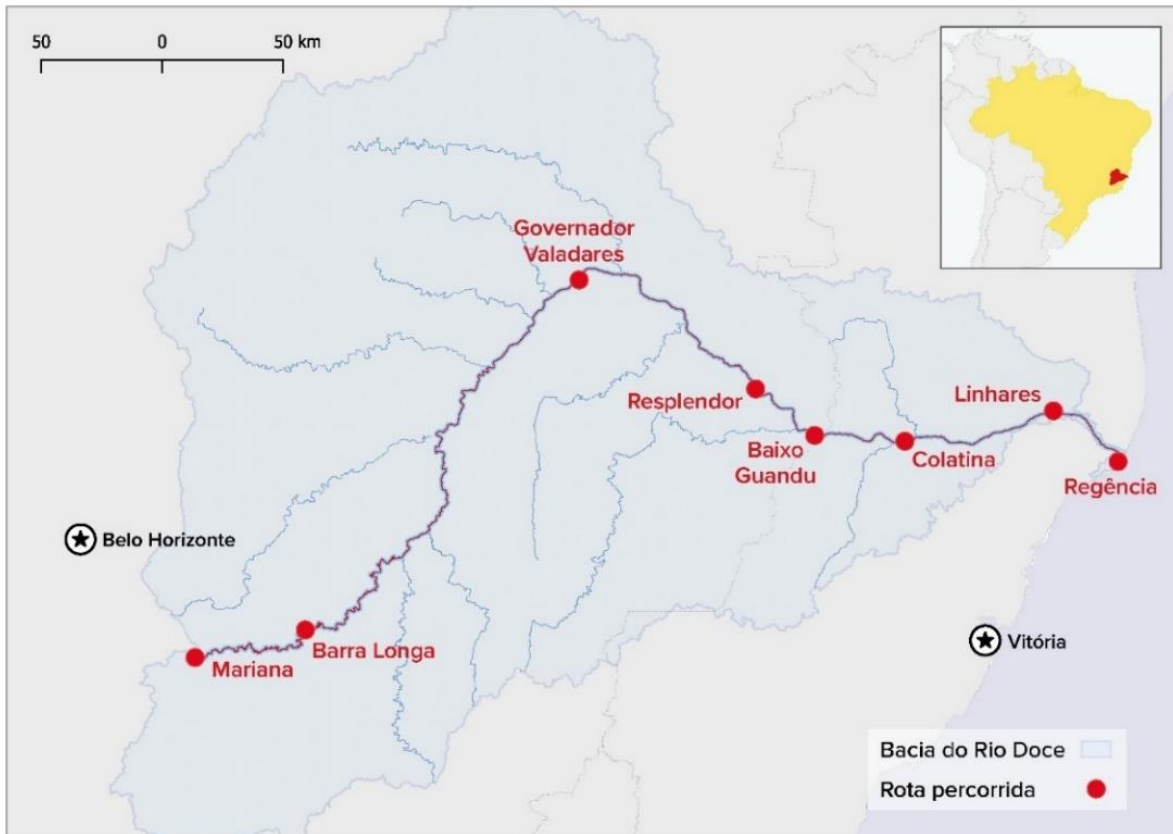 50 0 50 km
Governador
Valadares
Resplendor
Linhares
Baixo
Guandu
Colatina
Regência
Belo Horizonte
Barra Longa
Mariana
Vitória
Bacia do Rio Doce
Rota percorrida